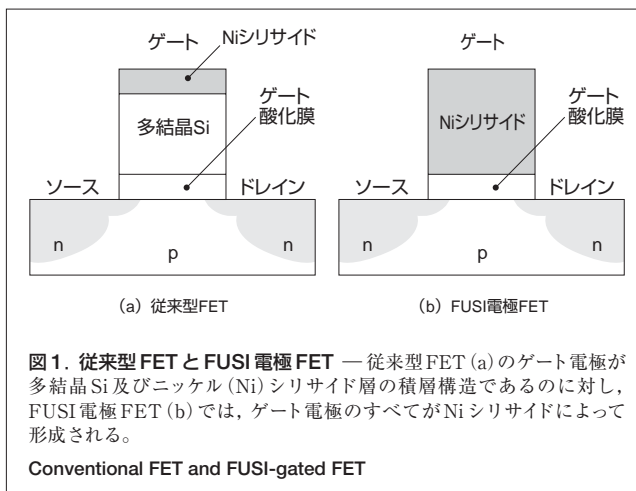 ゲート
Niシリサイド
多結晶Si
ゲート
酸化膜
ソース
ドレイン
n
p
n
(a) 従来型FET
ゲート
Niシリサイド
ゲート
酸化膜
ソース
ドレイン
n
p
n
(b) FUSI電極FET
図1. 従来型FETとFUSI電極FET — 従来型FET(a)のゲート電極が
多結晶Si及びニッケル(Ni)シリサイド層の積層構造であるのに対し,
FUSI電極FET(b)では, ゲート電極のすべてがNiシリサイドによって
形成される。
Conventional FET and FUSI-gated FET